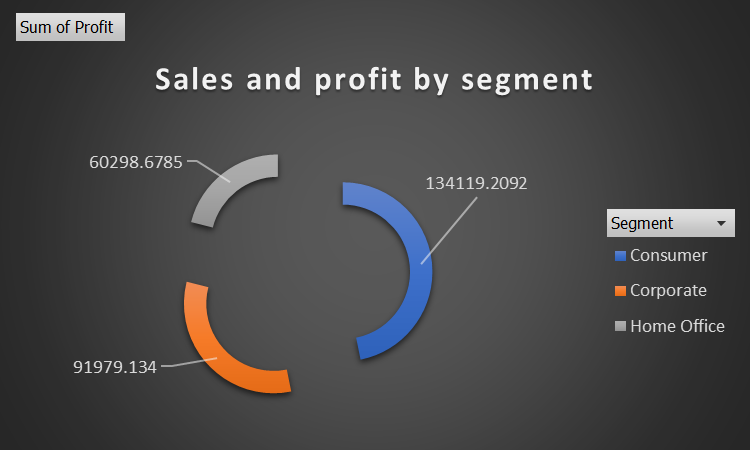 Sum of Profit
Sales and profit by segment
60298.6785
134119.2092
91979.134
Segment
Consumer
Corporate
Home Office